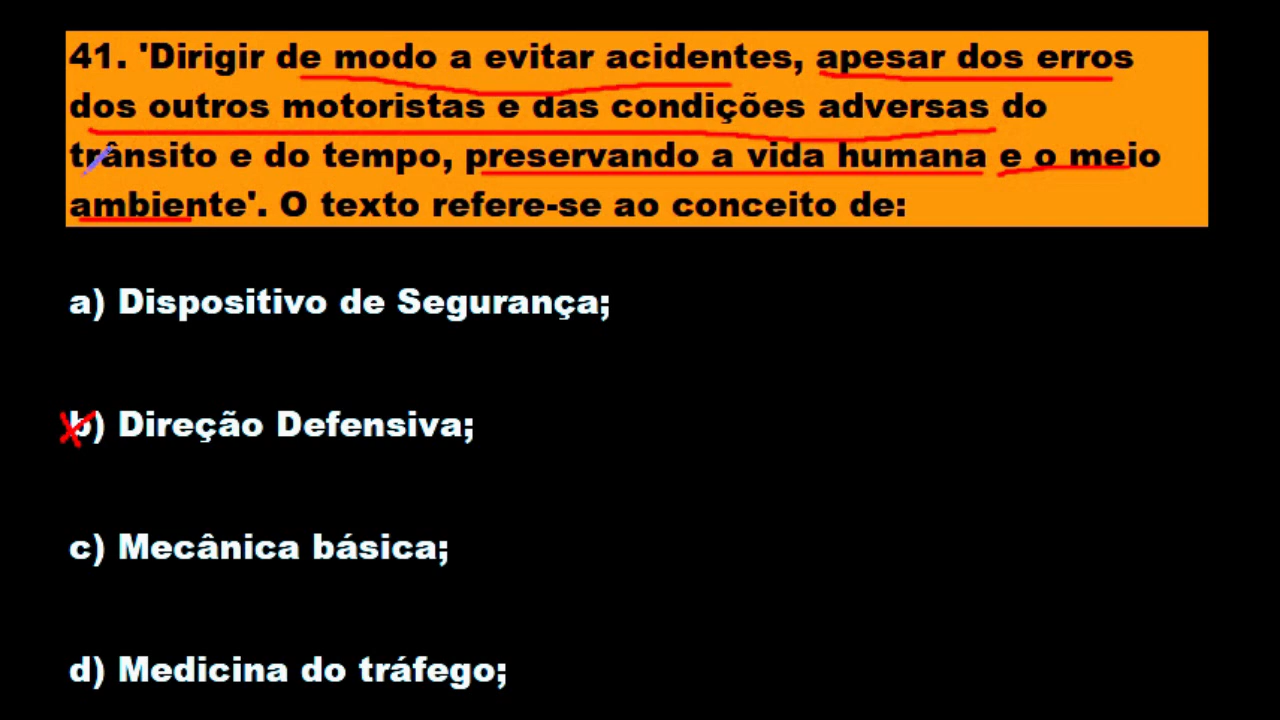 41. 'Dirigir de modo a evitar acidentes, apesar dos erros
dos outros motoristas e das condições adversas do
trânsito e do tempo, preservando a vida humana e o meio
ambiente'. O texto refere-se ao conceito de:
a) Dispositivo de Segurança;
b) Direção Defensiva;
c) Mecânica básica;
d) Medicina do tráfego;